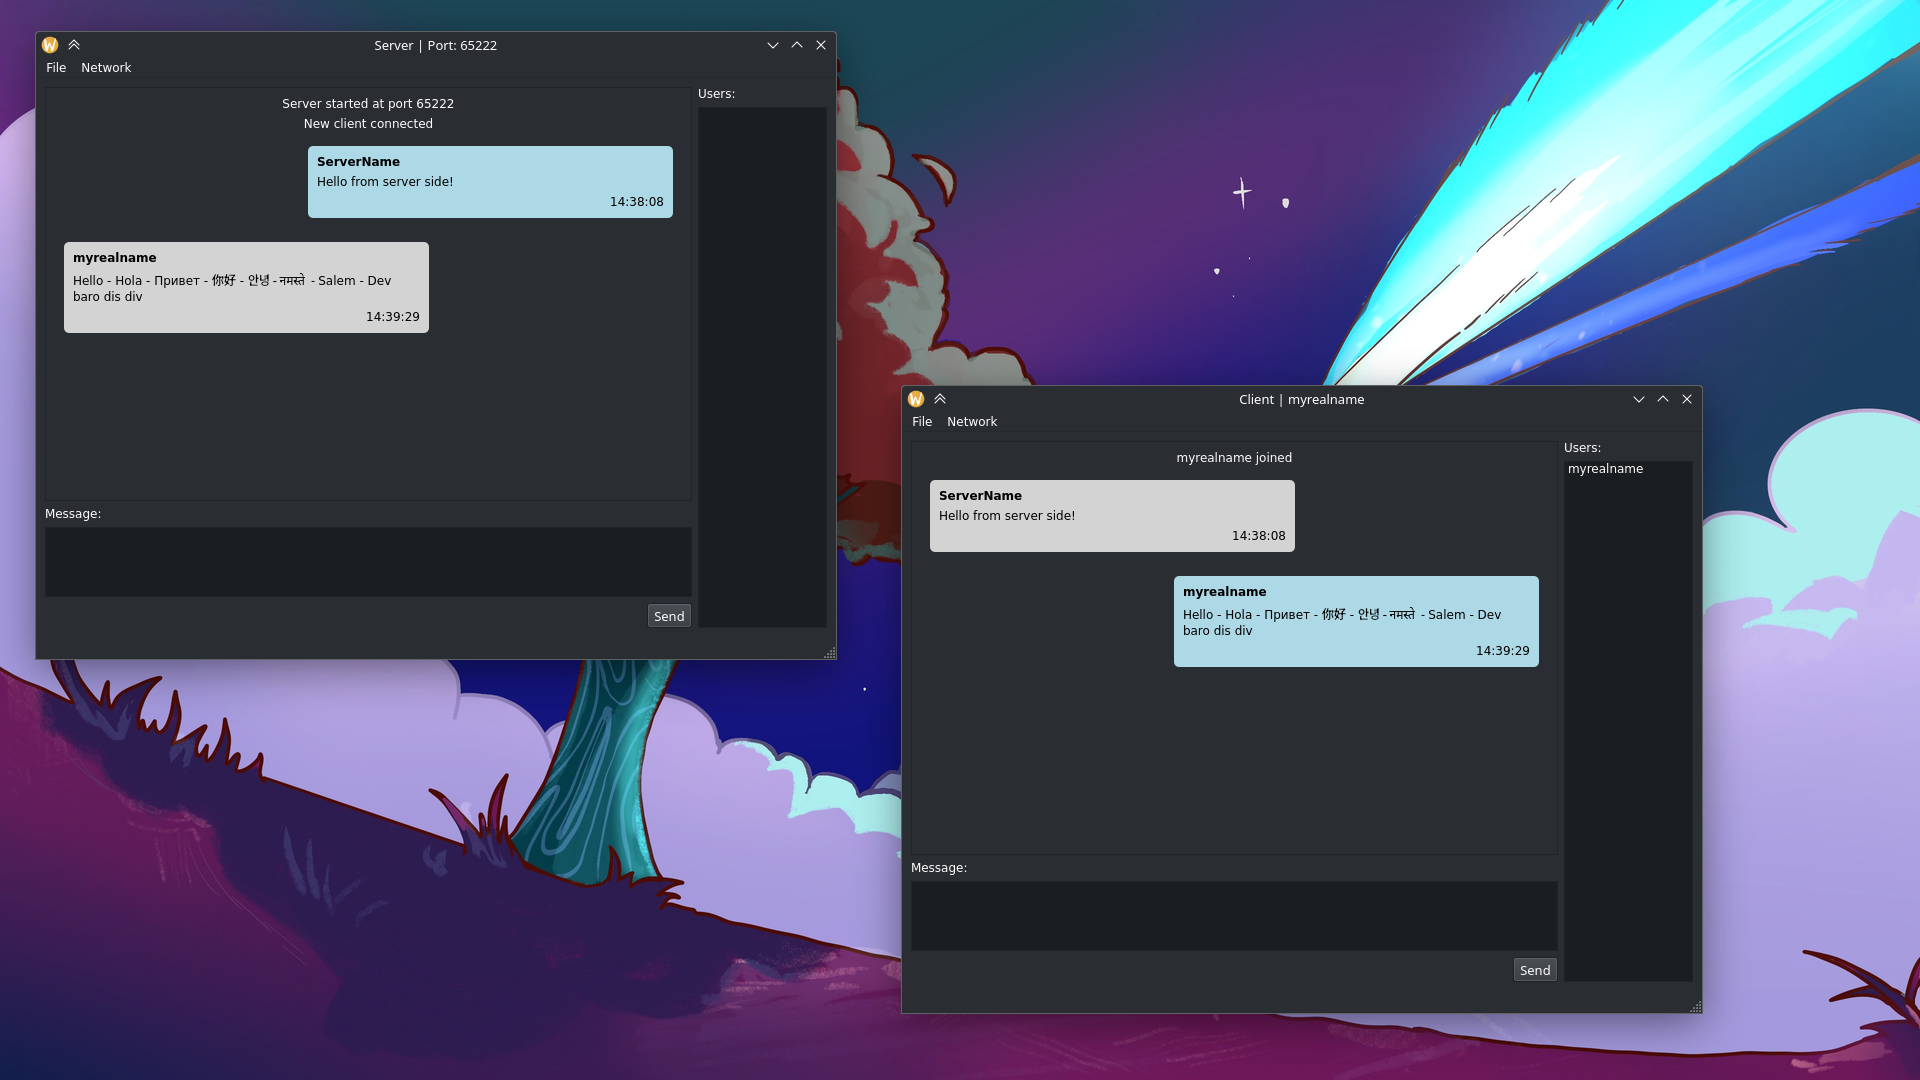 Server | Port: 65222
File Network
Users:
Server started at port 65222
New client connected
ServerName
Hello from server side!
14:38:08
myrealname
Hello - Hola - Привет - 你好 - 안녕 - नमस्ते - Salem - Dev
baro dis div
14:39:29
Message:
Send
Client | myrealname
File Network
Users:
myrealname
myrealname joined
ServerName
Hello from server side!
14:38:08
myrealname
Hello - Hola - Привет - 你好 - 안녕 - नमस्ते - Salem - Dev
baro dis div
14:39:29
Message:
Send